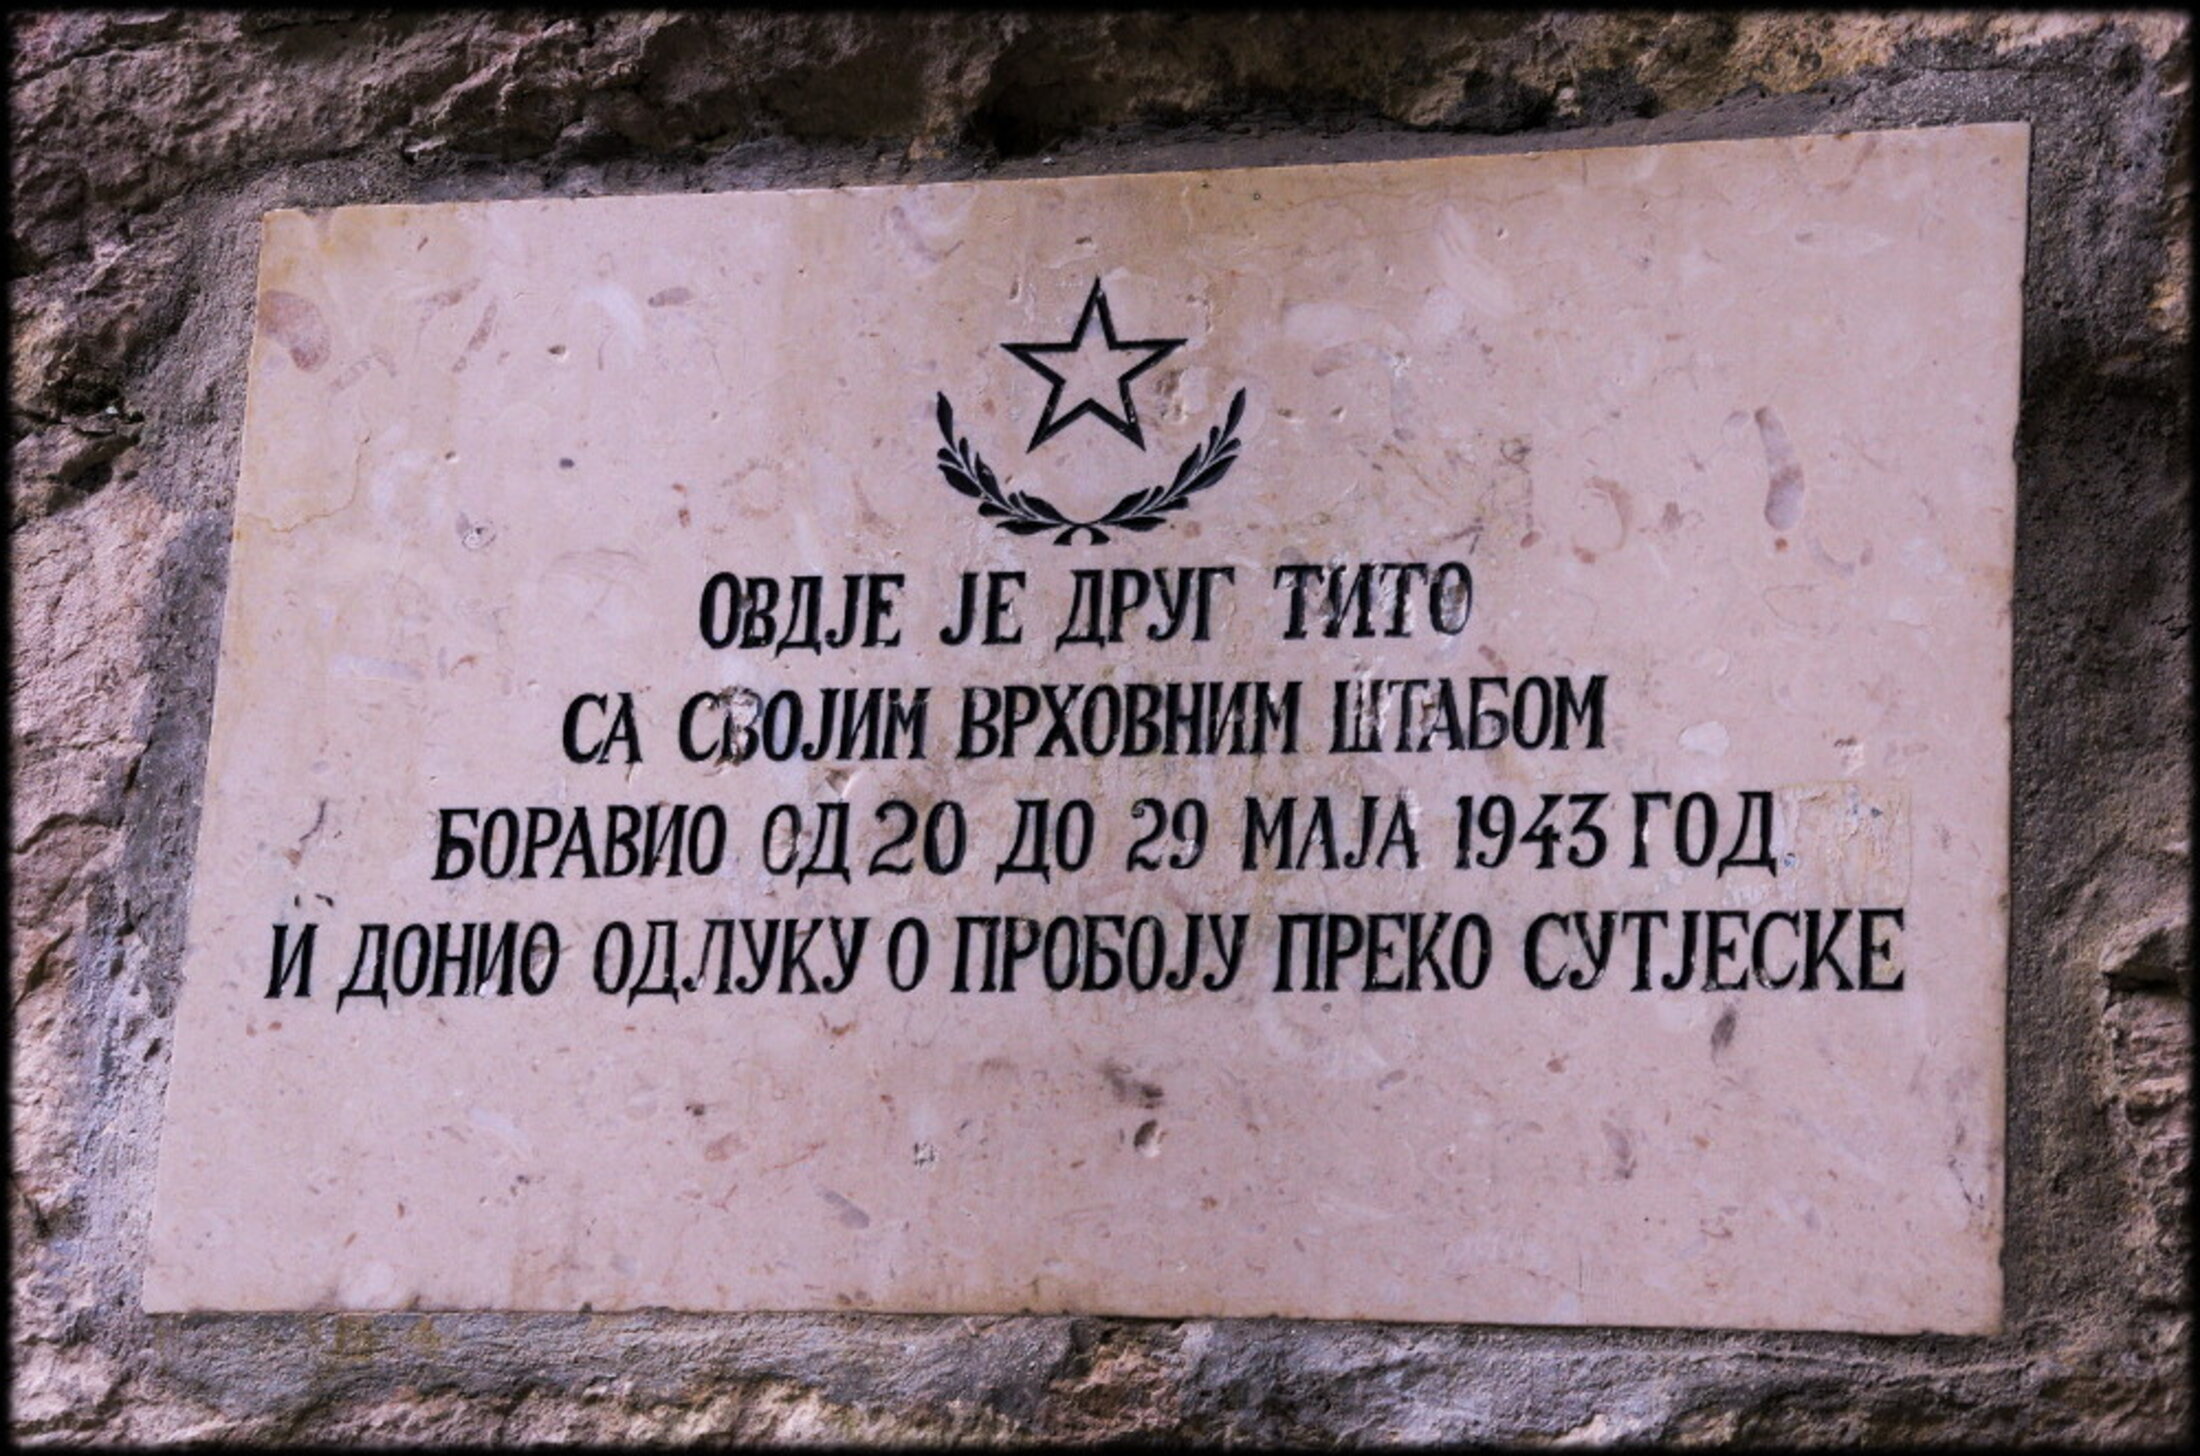 ОВДЈЕ ЈЕ ДРУГ ТИТО
СА СВОЈИМ ВРХОВНИМ ШТАБОМ
БОРАВИО ОД 20 ДО 29 МАЈА 1943 ГОД.
И ДОНИО ОДЛУКУ О ПРОБОЈУ ПРЕКО СУТЈЕСКЕ